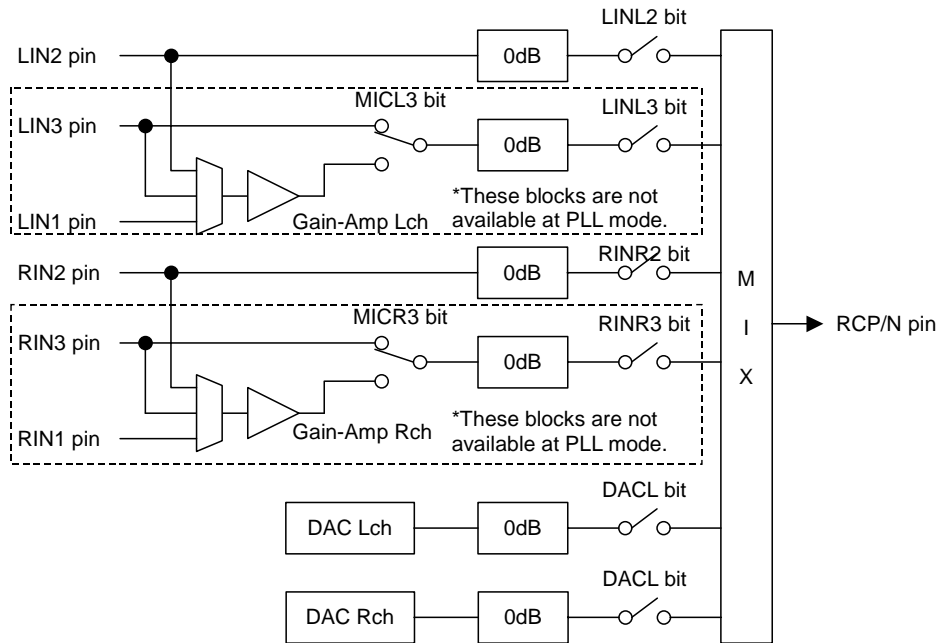 LINL2 bit
LIN2 pin
0dB
MICL3 bit
LINL3 bit
LIN3 pin
0dB
*These blocks are not
available at PLL mode.
LIN1 pin
Gain-Amp Lch
RINR2 bit
RIN2 pin
0dB
MICR3 bit
RINR3 bit
RIN3 pin
0dB
*These blocks are not
available at PLL mode.
RIN1 pin
Gain-Amp Rch
M
I
X
RCP/N pin
DACL bit
DAC Lch
0dB
DACL bit
DAC Rch
0dB